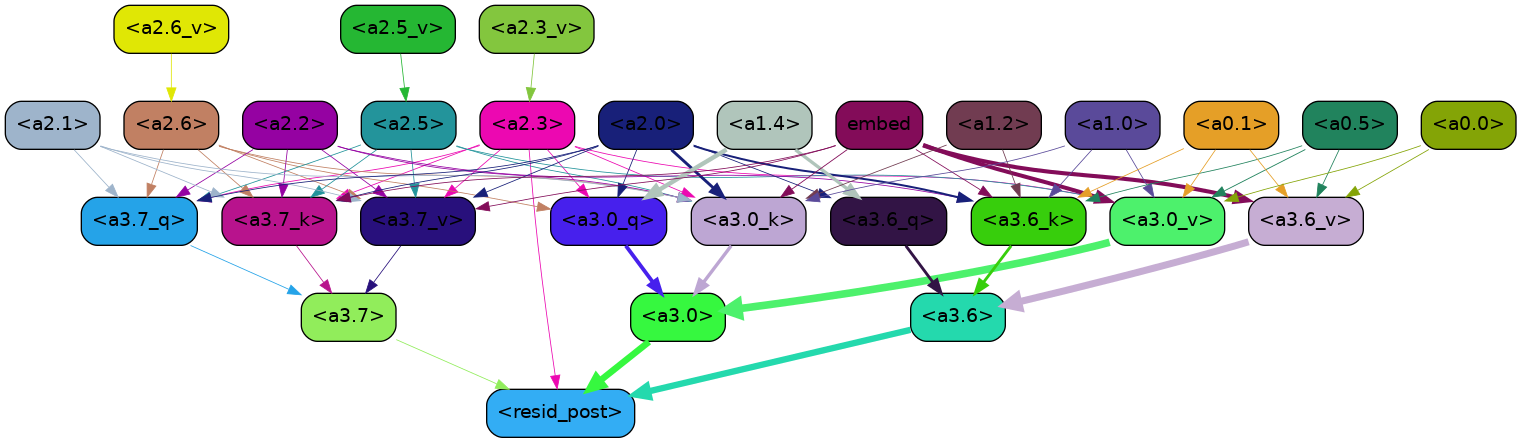 <a2.6_v> <a2.5_v> <a2.3_v>
<a2.1> <a2.6> <a2.2> <a2.5> <a2.3> <a2.0> <a1.4> embed <a1.2> <a1.0> <a0.1> <a0.5> <a0.0>
<a3.7_q> <a3.7_k> <a3.7_v> <a3.0_q> <a3.0_k> <a3.6_q> <a3.6_k> <a3.0_v> <a3.6_v>
<a3.7> <a3.0> <a3.6>
<resid_post>